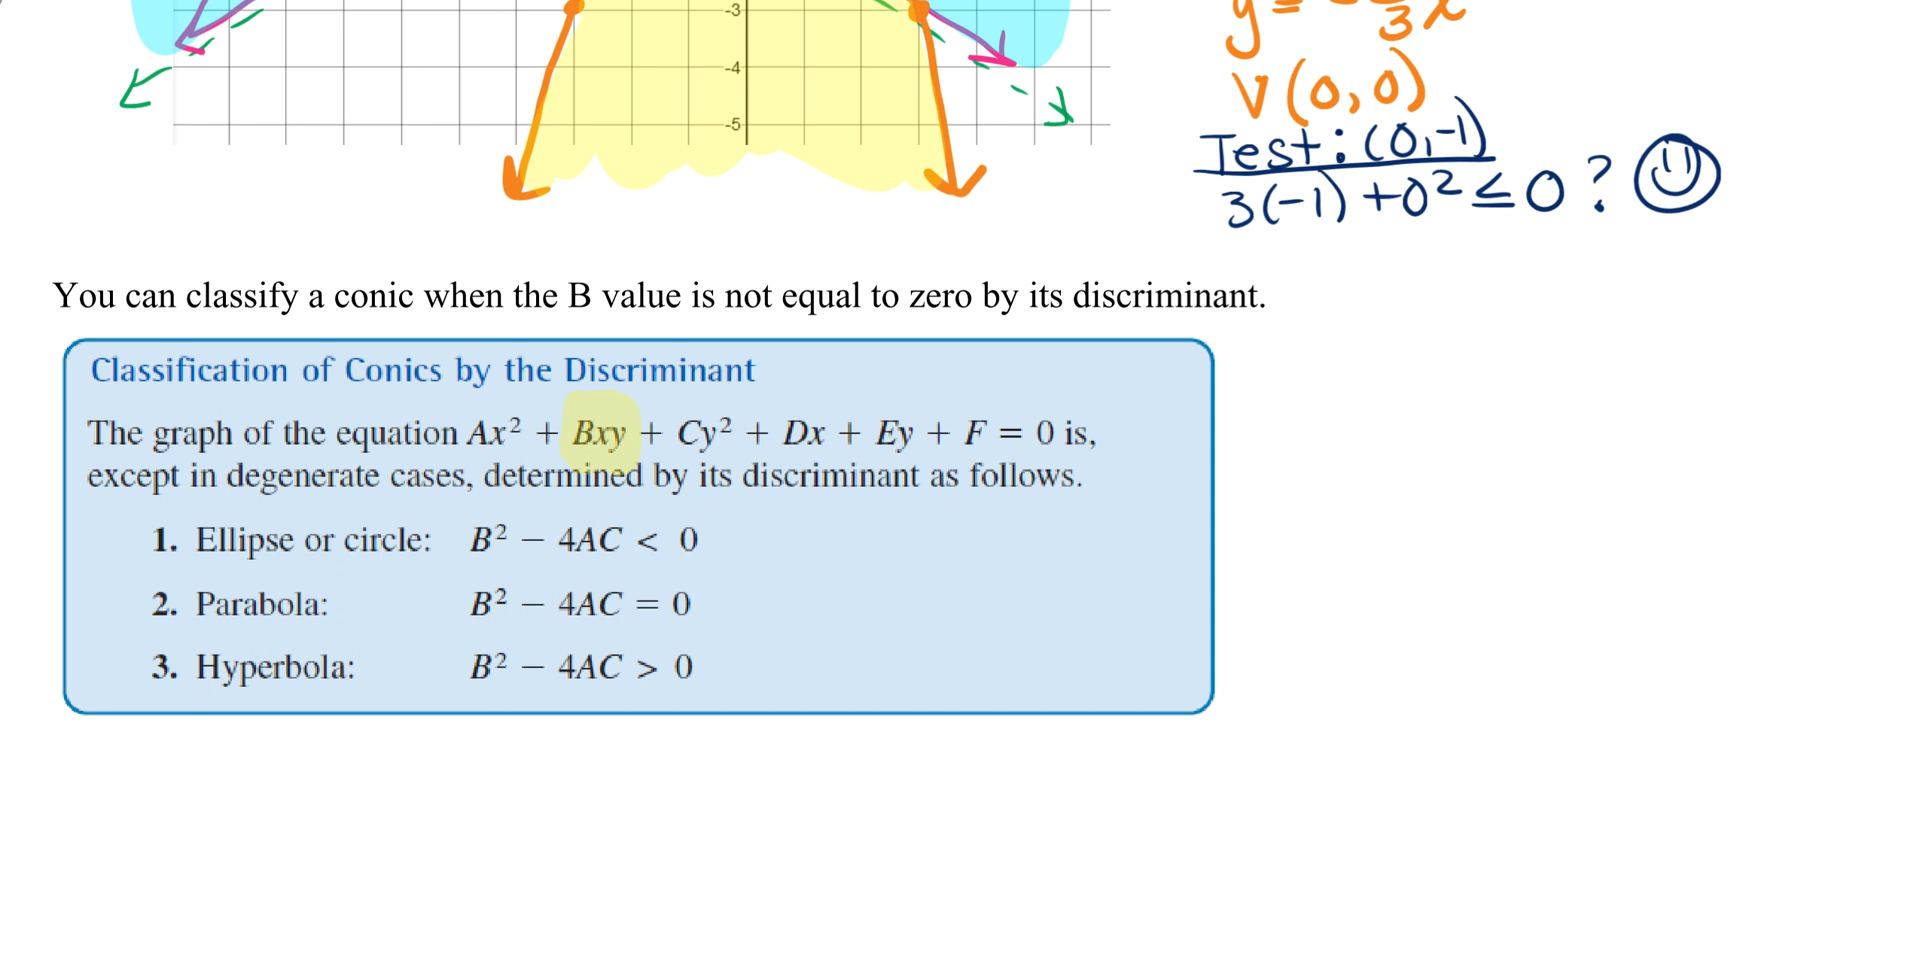 -3
-4
-5
V(0,0)
Test: (0,-1)
3(-1)+0² ≤ 0 ?
You can classify a conic when the B value is not equal to zero by its discriminant.
Classification of Conics by the Discriminant
The graph of the equation Ax² + Bxy + Cy² + Dx + Ey + F = 0 is,
except in degenerate cases, determined by its discriminant as follows.
1. Ellipse or circle: B² − 4AC < 0
2. Parabola: B² − 4AC = 0
3. Hyperbola: B² − 4AC > 0